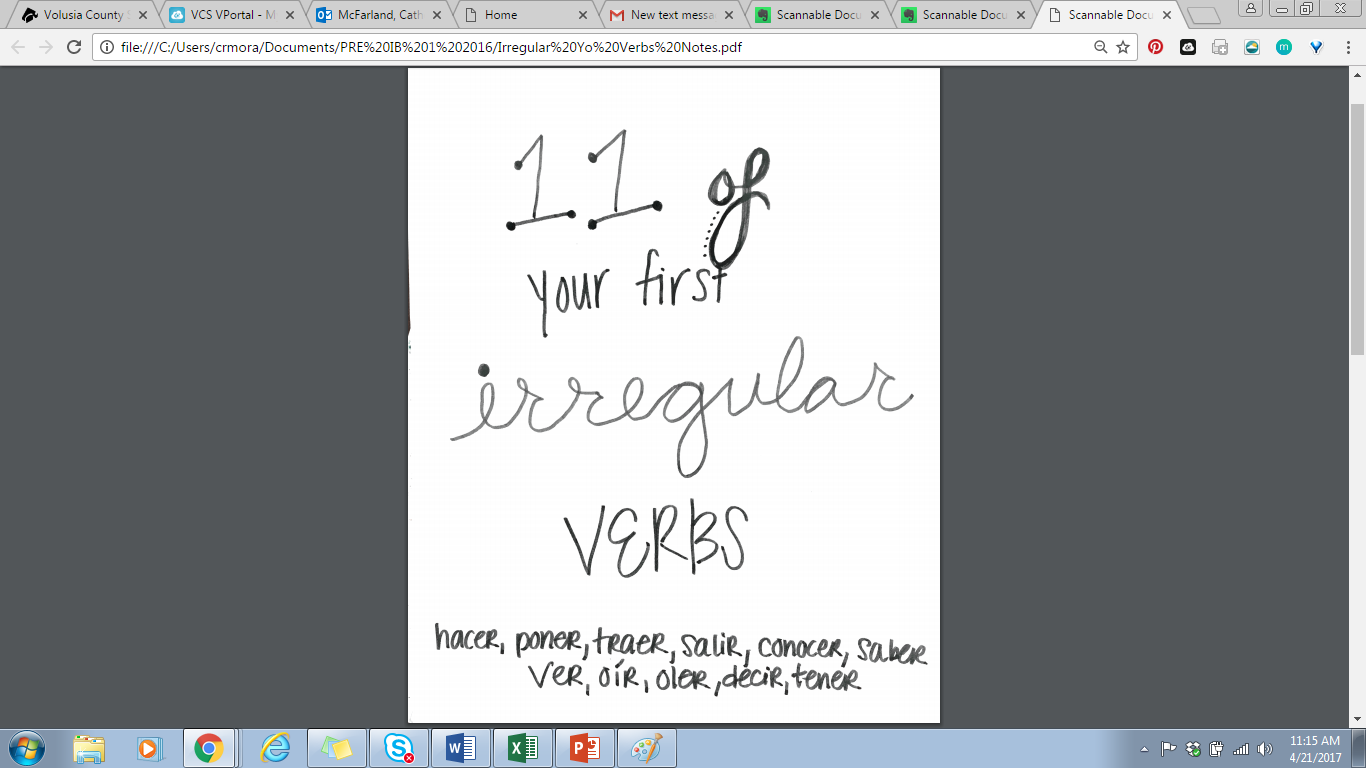 Volusia County S
VCS VPortal - M
McFarland, Cath
Home
New text messa
Scannable Docu
Scannable Docu
Scannable Docu
file:///C:/Users/crmora/Documents/PRE%20IB%201%202016/Irregular%20Yo%20Verbs%20Notes.pdf
11 of
your first
irregular
VERBS
hacer, poner, traer, salir, conocer, saber
ver, oír, oler, decir, tener
11:15 AM
4/21/2017